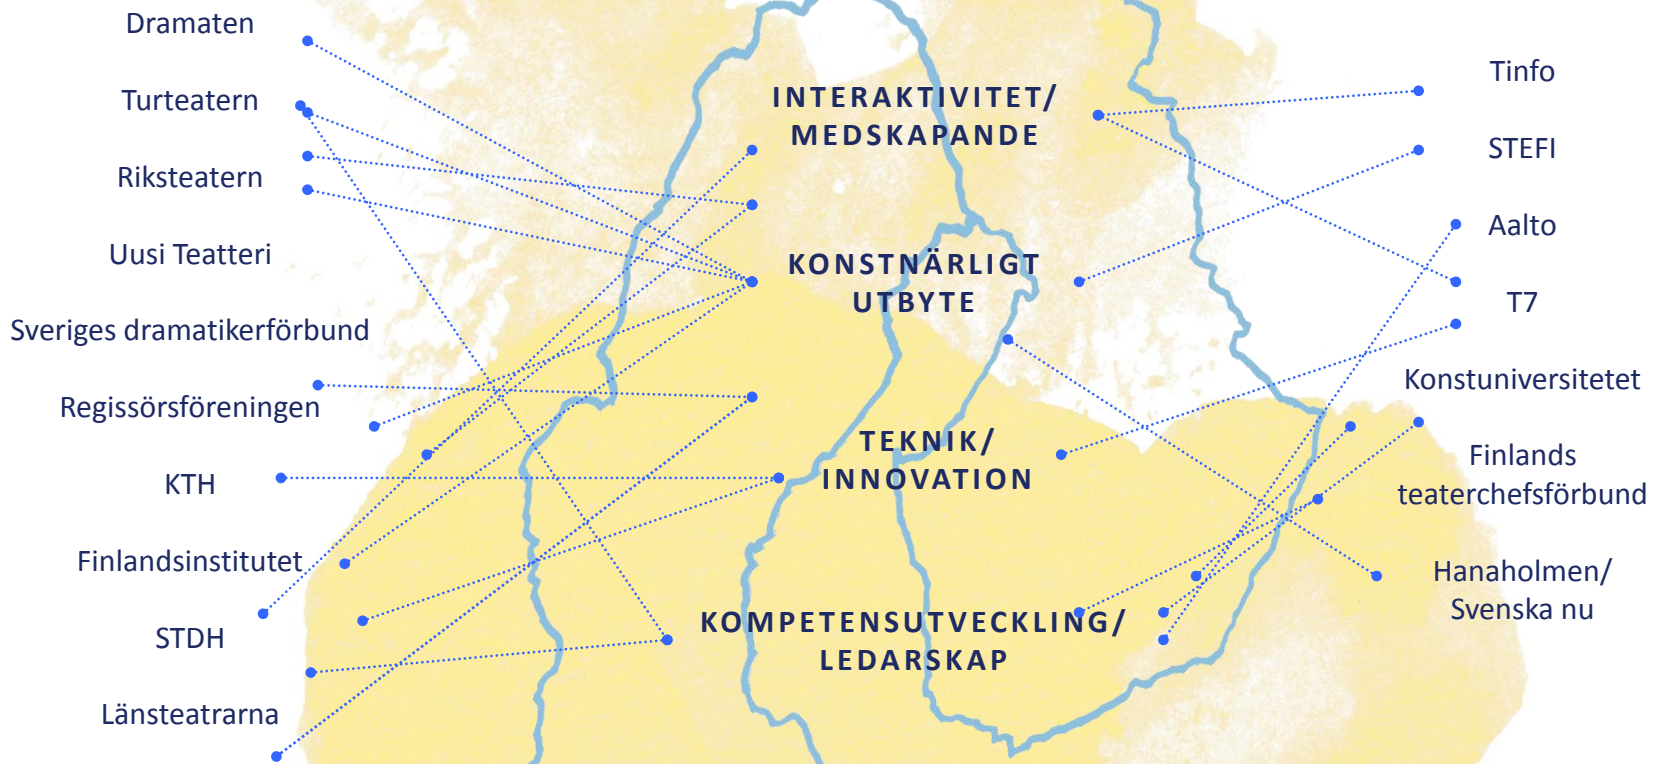 Dramaten
Turteatern
Riksteatern
Uusi Teatteri
Sveriges dramatikerförbund
Regissörsföreningen
KTH
Finlandsinstitutet
STDH
Länsteatrarna
INTERAKTIVITET/
MEDSKAPANDE
KONSTNÄRLIGT
UTBYTE
TEKNIK/
INNOVATION
KOMPETENSUTVECKLING/
LEDARSKAP
Tinfo
STEFI
Aalto
T7
Konstuniversitetet
Finlands
teaterchefsförbund
Hanaholmen/
Svenska nu